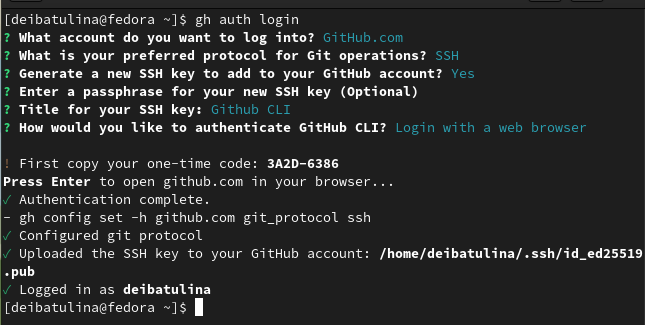 [deibatulina@fedora ~]$ gh auth login
? What account do you want to log into? GitHub.com
? What is your preferred protocol for Git operations? SSH
? Generate a new SSH key to add to your GitHub account? Yes
? Enter a passphrase for your new SSH key (Optional)
? Title for your SSH key: Github CLI
? How would you like to authenticate GitHub CLI? Login with a web browser
! First copy your one-time code: 3A2D-6386
Press Enter to open github.com in your browser...
✓ Authentication complete.
- gh config set -h github.com git_protocol ssh
✓ Configured git protocol
✓ Uploaded the SSH key to your GitHub account: /home/deibatulina/.ssh/id_ed25519
.pub
✓ Logged in as deibatulina
[deibatulina@fedora ~]$